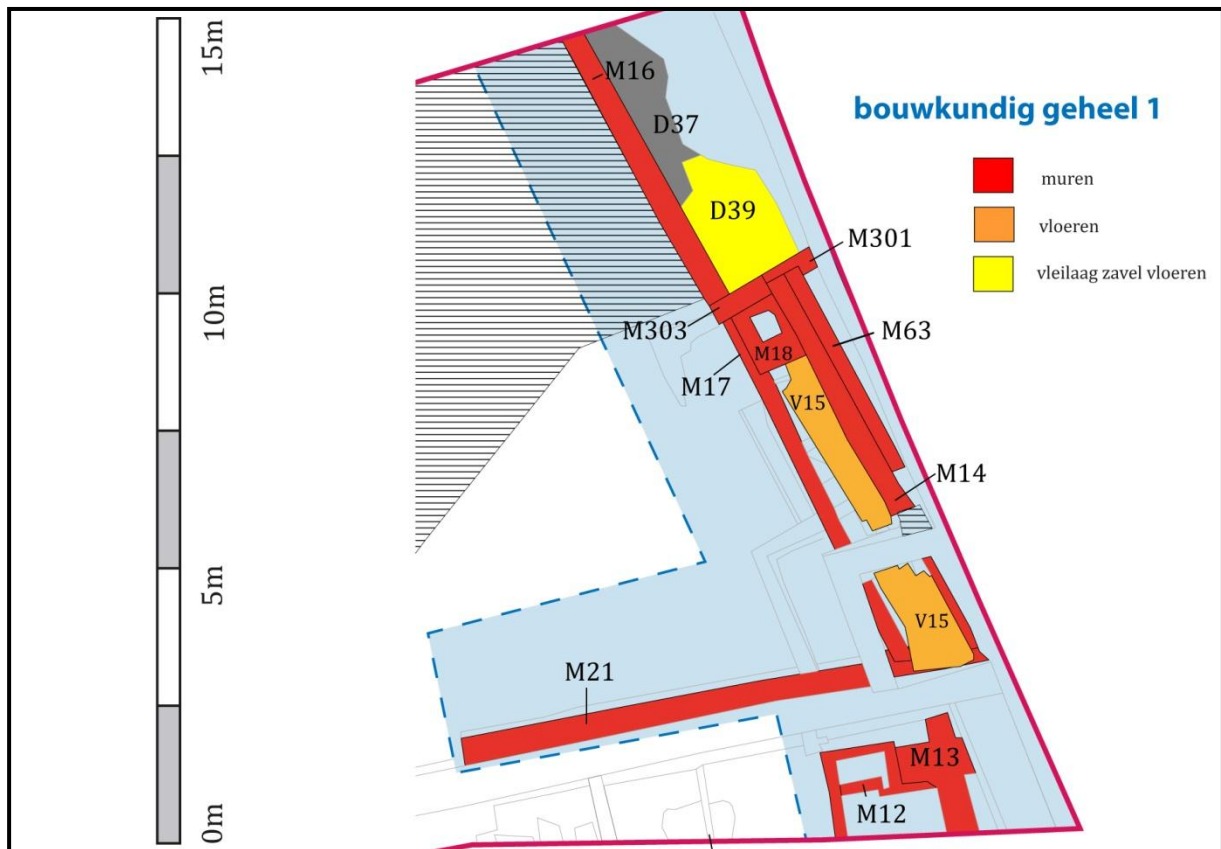 15m
10m
5m
0m
M16
D37
D39
M301
M303
M63
M18
M17
V15
M14
V15
M21
M13
M12
bouwkundig geheel 1
muren
vloeren
vleilaag zavel vloeren